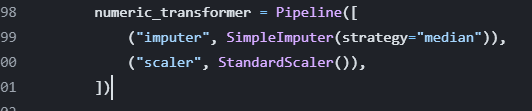 98 numeric_transformer = Pipeline([
99 ("imputer", SimpleImputer(strategy="median")),
00 ("scaler", StandardScaler()),
01 ])